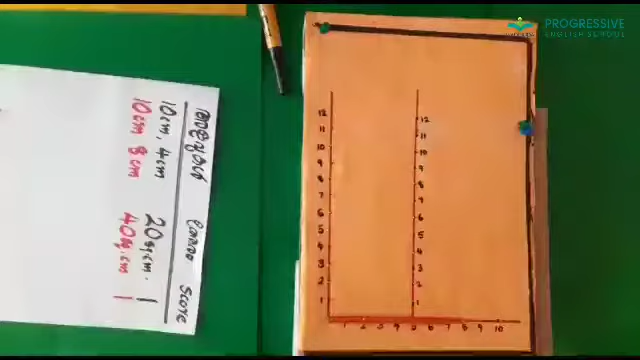 PROGRESSIVE
ENGLISH SCHOOL
Score
10cm, 4cm 20 sq.cm. 1
10cm 8cm 40 sq.cm 1
12 11 10 9 8 7 6 5 4 3 2 1
12 11 10 9 8 7 6 5 4 3 2 1
1 2 3 4 5 6 7 8 9 10